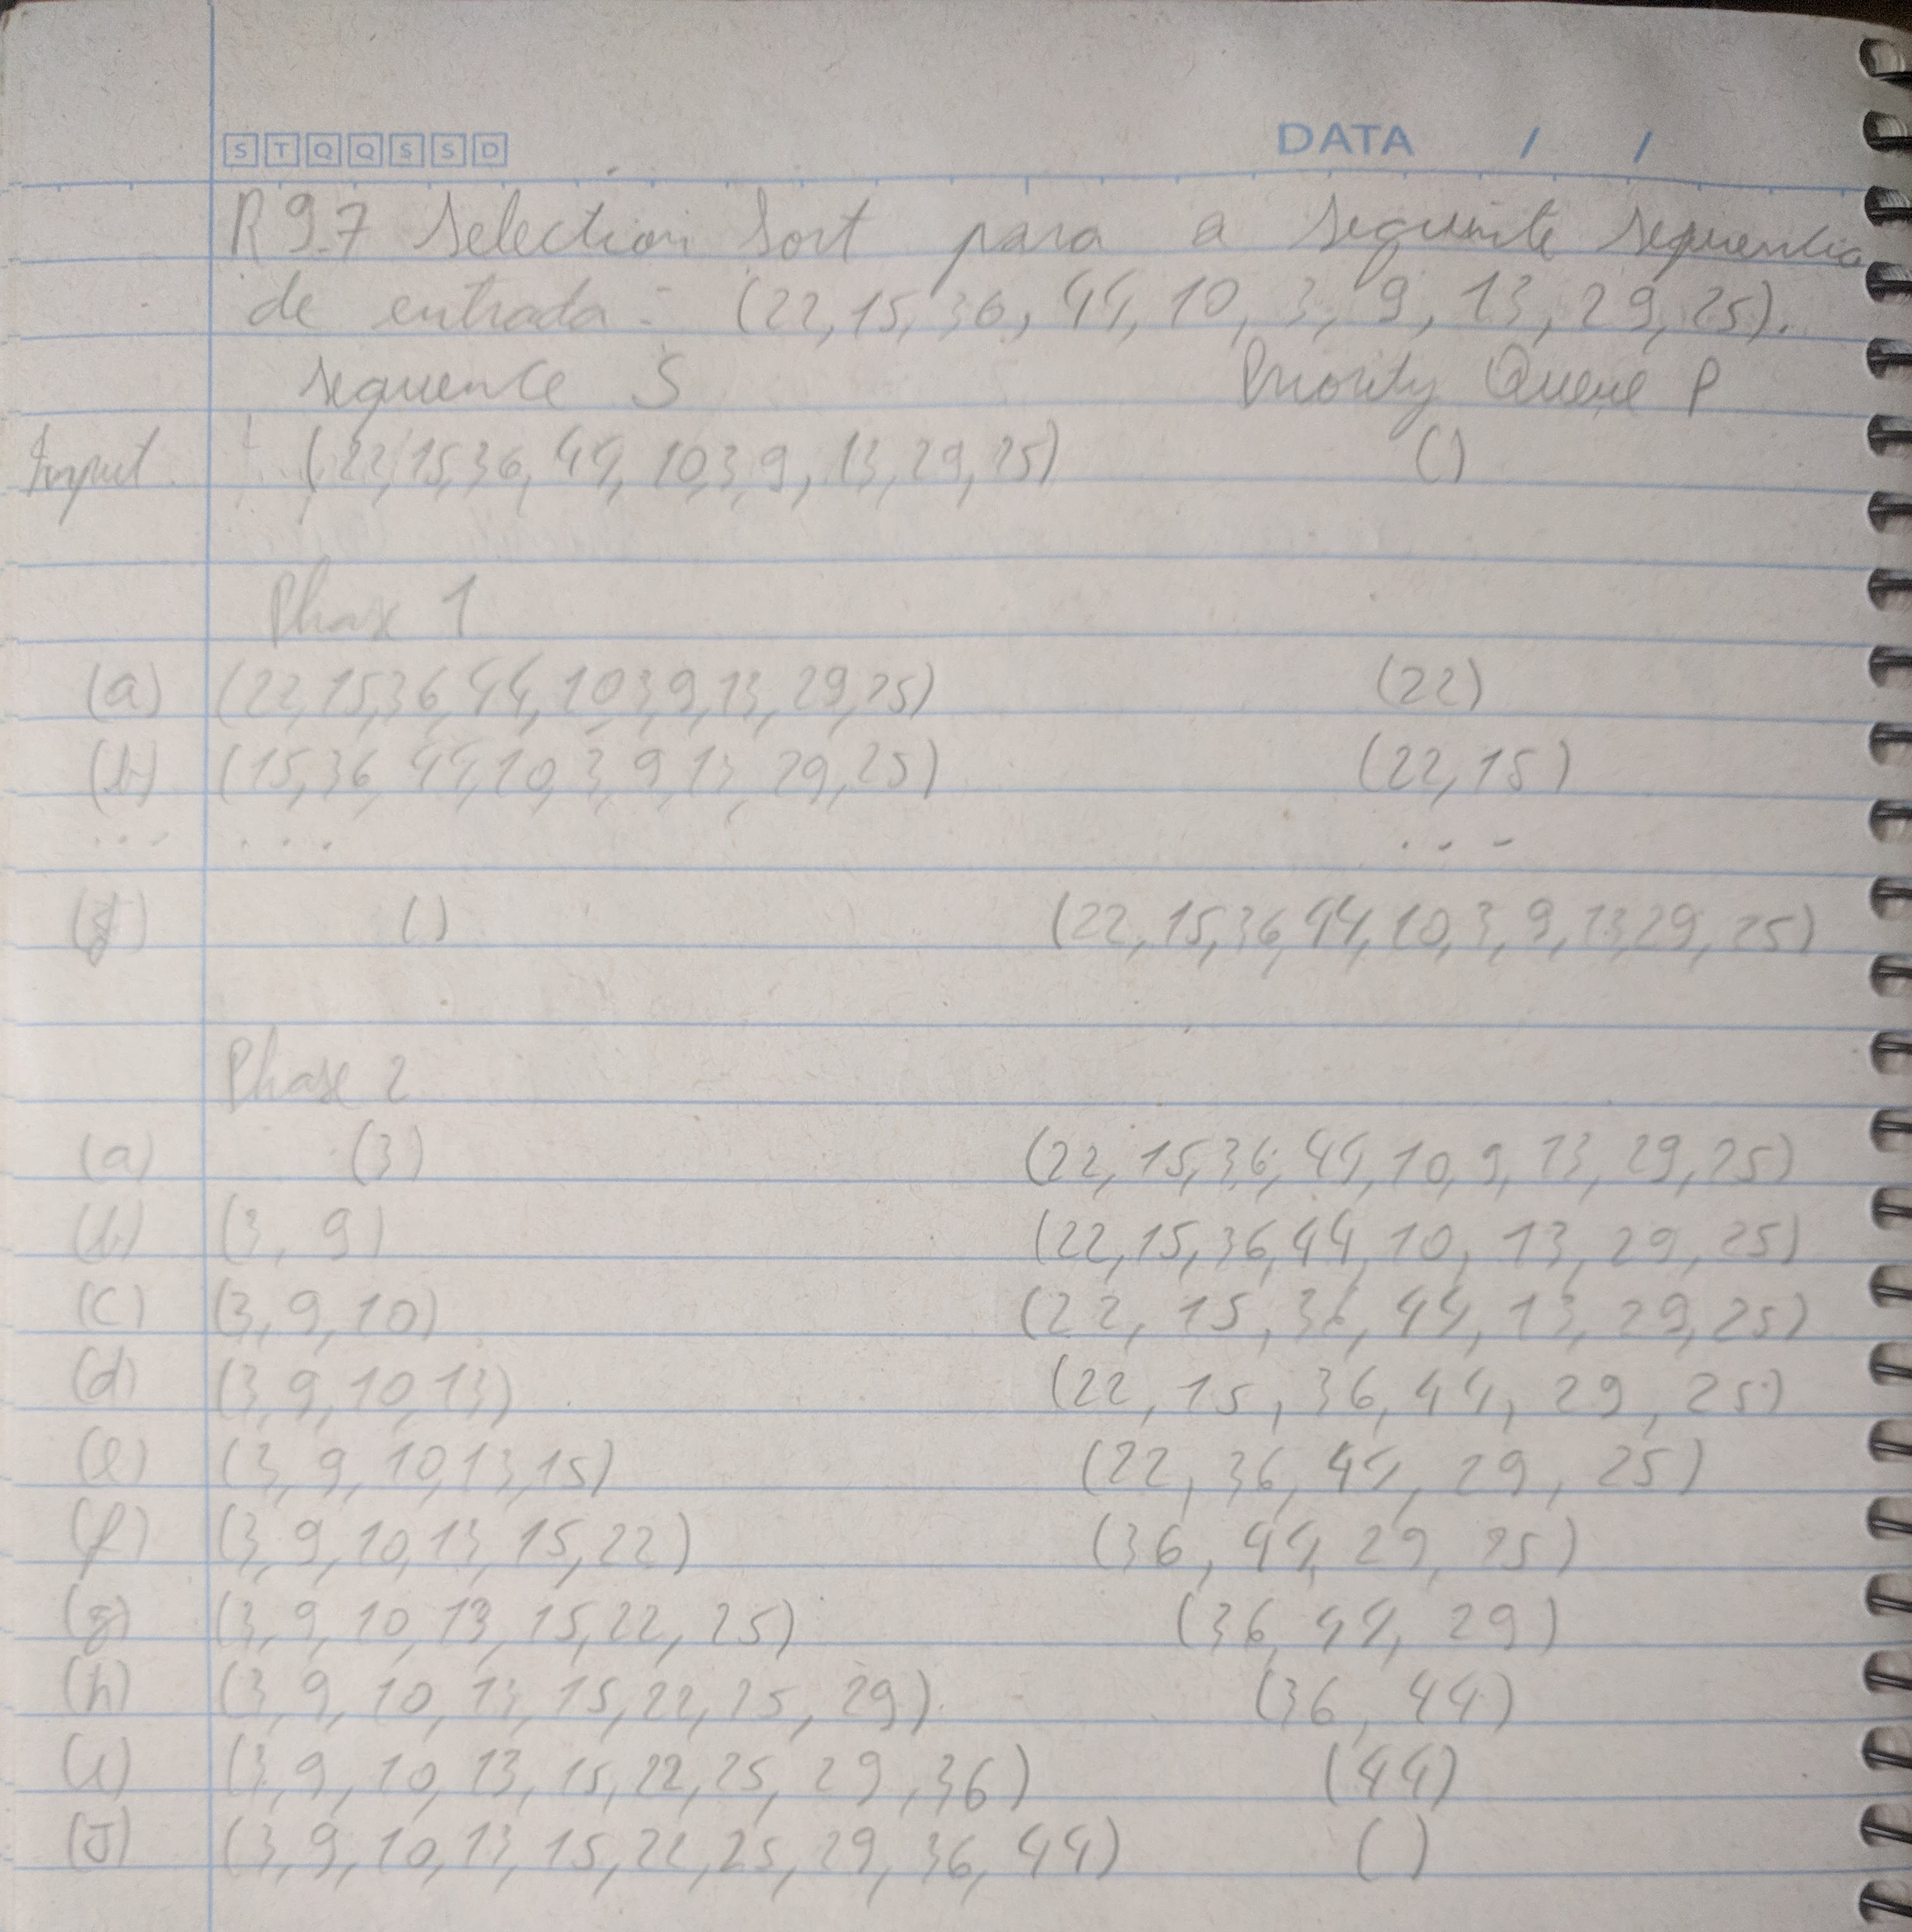 S T Q Q S S D DATA / /
R 9.7 Selection Sort para a seguinte sequencia
de entrada: (22, 15, 36, 44, 10, 3, 9, 13, 29, 25).
sequence S Priority Queue P
Input (22, 15, 36, 44, 10, 3, 9, 13, 29, 25) ()
Phase 1
(a) (22, 15, 36, 44, 10, 3, 9, 13, 29, 25) (22)
(b) (15, 36, 44, 10, 3, 9, 13, 29, 25) (22, 15)
... ... ...
() (22, 15, 36, 44, 10, 3, 9, 13, 29, 25)
Phase 2
(a) (3) (22, 15, 36, 44, 10, 9, 13, 29, 25)
(b) (3, 9) (22, 15, 36, 44, 10, 13, 29, 25)
(c) (3, 9, 10) (22, 15, 36, 44, 13, 29, 25)
(d) (3, 9, 10, 13) (22, 15, 36, 44, 29, 25)
(e) (3, 9, 10, 13, 15) (22, 36, 44, 29, 25)
(f) (3, 9, 10, 13, 15, 22) (36, 44, 29, 25)
(g) (3, 9, 10, 13, 15, 22, 25) (36, 44, 29)
(h) (3, 9, 10, 13, 15, 22, 25, 29) (36, 44)
(i) (3, 9, 10, 13, 15, 22, 25, 29, 36) (44)
(J) (3, 9, 10, 13, 15, 22, 25, 29, 36, 44) ()